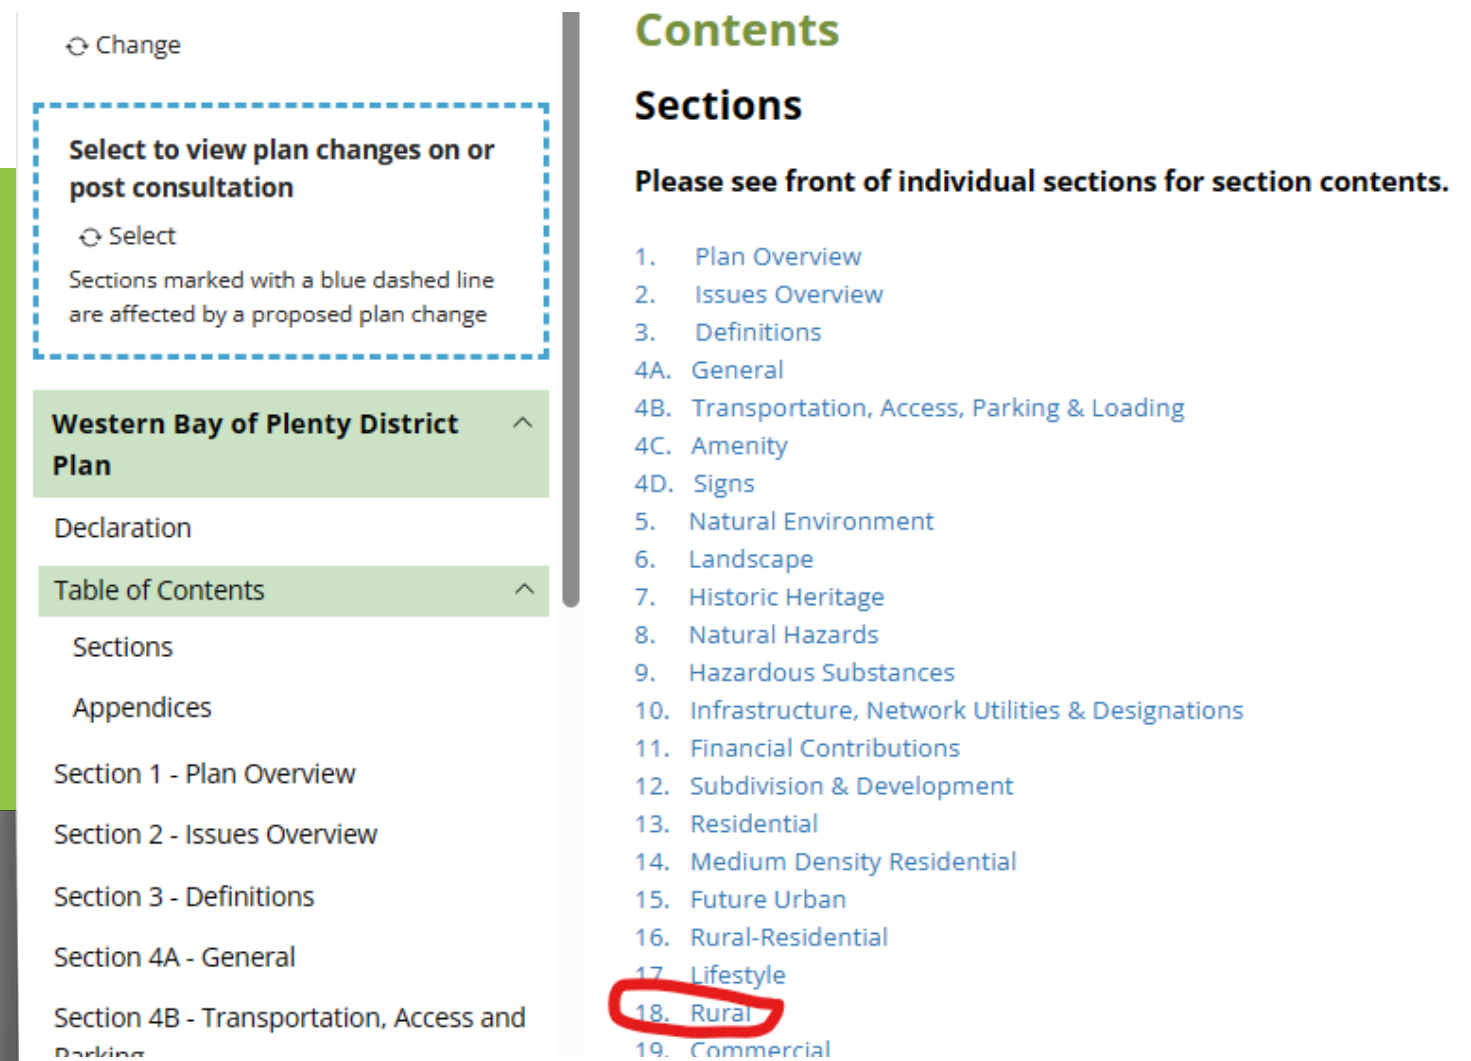 Change
Select to view plan changes on or
post consultation
Select
Sections marked with a blue dashed line
are affected by a proposed plan change
Western Bay of Plenty District
Plan
Declaration
Table of Contents
Sections
Appendices
Section 1 - Plan Overview
Section 2 - Issues Overview
Section 3 - Definitions
Section 4A - General
Section 4B - Transportation, Access and
Parking
Contents
Sections
Please see front of individual sections for section contents.
1. Plan Overview
2. Issues Overview
3. Definitions
4A. General
4B. Transportation, Access, Parking & Loading
4C. Amenity
4D. Signs
5. Natural Environment
6. Landscape
7. Historic Heritage
8. Natural Hazards
9. Hazardous Substances
10. Infrastructure, Network Utilities & Designations
11. Financial Contributions
12. Subdivision & Development
13. Residential
14. Medium Density Residential
15. Future Urban
16. Rural-Residential
17. Lifestyle
18. Rural
19. Commercial